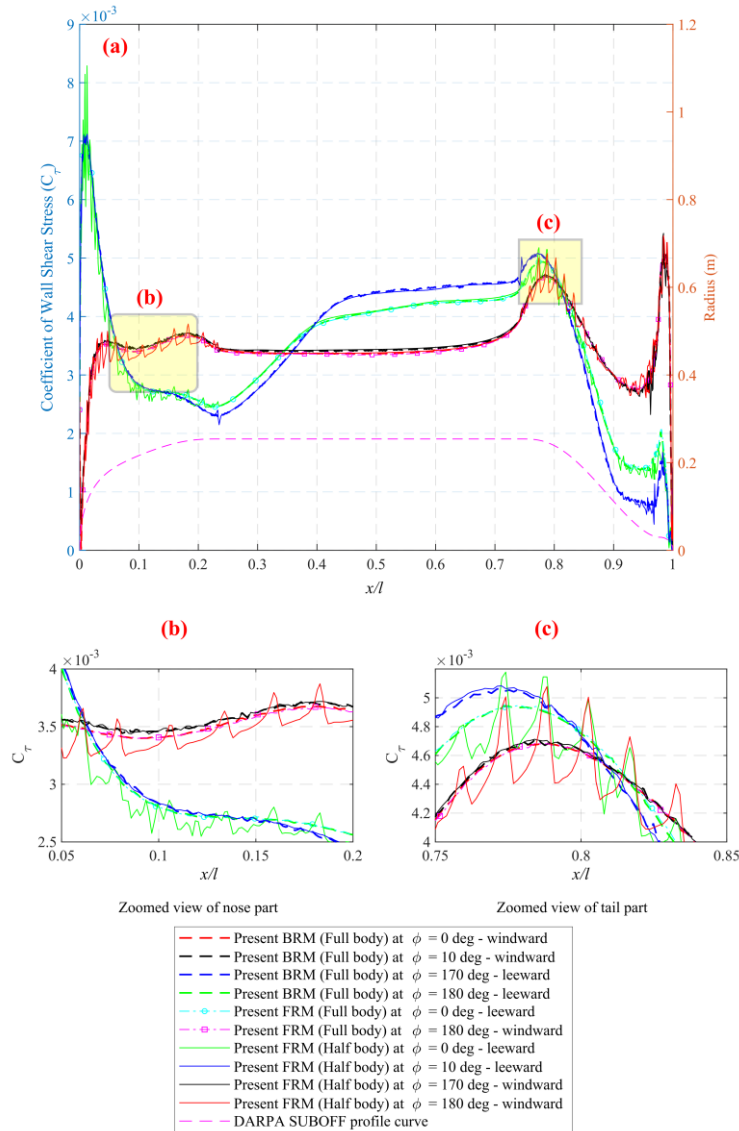 ×10⁻³
(a)
(b)
(c)
Coefficient of Wall Shear Stress (Cτ)
9
8
7
6
5
4
3
2
1
0
Radius (m)
1.2
1
0.8
0.6
0.4
0.2
0
0 0.1 0.2 0.3 0.4 0.5 0.6 0.7 0.8 0.9 1
x/l
(b)
×10⁻³
4
3.5
3
2.5
Cτ
0.05 0.1 0.15 0.2
x/l
Zoomed view of nose part
(c)
×10⁻³
5
4.8
4.6
4.4
4.2
4
Cτ
0.75 0.8 0.85
x/l
Zoomed view of tail part
Present BRM (Full body) at ϕ = 0 deg - windward
Present BRM (Full body) at ϕ = 10 deg - windward
Present BRM (Full body) at ϕ = 170 deg - leeward
Present BRM (Full body) at ϕ = 180 deg - leeward
Present FRM (Full body) at ϕ = 0 deg - leeward
Present FRM (Full body) at ϕ = 180 deg - windward
Present FRM (Half body) at ϕ = 0 deg - leeward
Present FRM (Half body) at ϕ = 10 deg - leeward
Present FRM (Half body) at ϕ = 170 deg - windward
Present FRM (Half body) at ϕ = 180 deg - windward
DARPA SUBOFF profile curve